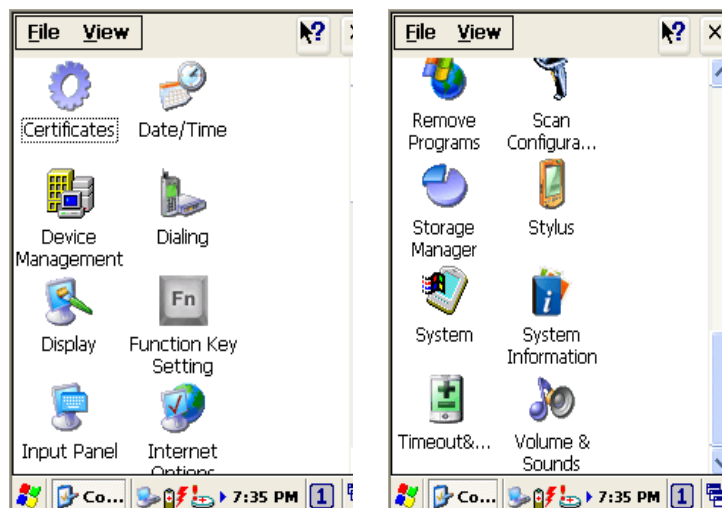 File View
Certificates Date/Time
Device Management
Dialing
Display
Function Key Setting
Fn
Input Panel
Internet Options
Co... 7:35 PM 1
File View
Remove Programs
Scan Configura...
Storage Manager
Stylus
System
System Information
Timeout&...
Volume & Sounds
Co... 7:35 PM 1